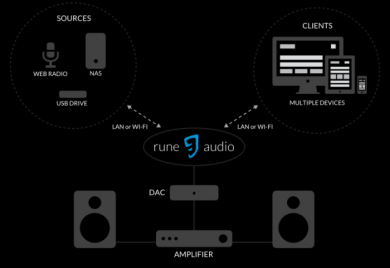 SOURCES
WEB RADIO
NAS
USB DRIVE
CLIENTS
MULTIPLE DEVICES
LAN or WI-FI
LAN or WI-FI
rune audio
DAC
AMPLIFIER